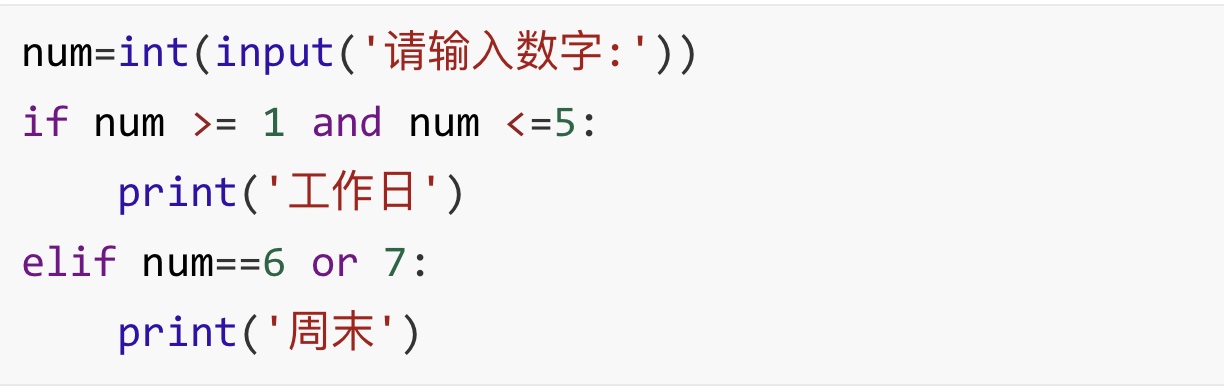 num=int(input('请输入数字:'))
if num >= 1 and num <=5:
    print('工作日')
elif num==6 or 7:
    print('周末')